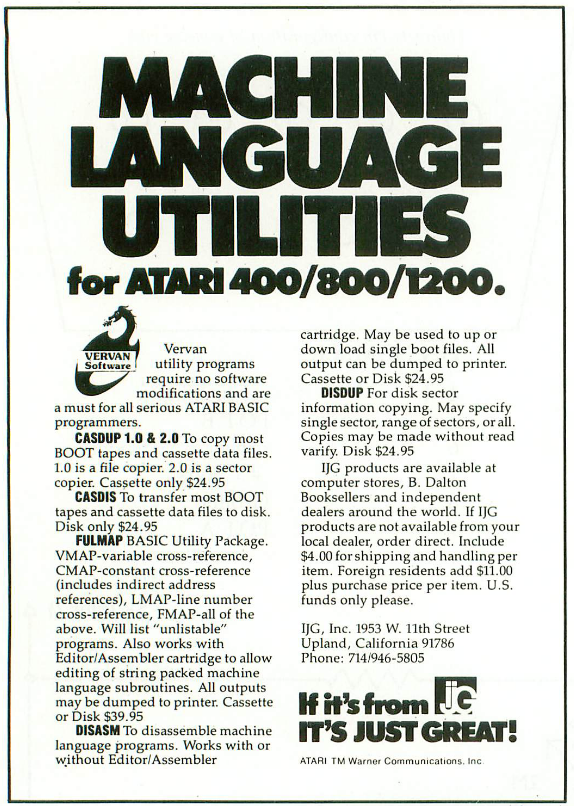 MACHINE
LANGUAGE
UTILITIES
for ATARI 400/800/1200.
VERVAN
Software
Vervan
utility programs
require no software
modifications and are
a must for all serious ATARI BASIC
programmers.
CASDUP 1.0 & 2.0 To copy most
BOOT tapes and cassette data files.
1.0 is a file copier. 2.0 is a sector
copier. Cassette only $24.95
CASDIS To transfer most BOOT
tapes and cassette data files to disk.
Disk only $24.95
FULMAP BASIC Utility Package.
VMAP-variable cross-reference,
CMAP-constant cross-reference
(includes indirect address
references), LMAP-line number
cross-reference, FMAP-all of the
above. Will list "unlistable"
programs. Also works with
Editor/Assembler cartridge to allow
editing of string packed machine
language subroutines. All outputs
may be dumped to printer. Cassette
or Disk $39.95
DISASM To disassemble machine
language programs. Works with or
without Editor/Assembler
cartridge. May be used to up or
down load single boot files. All
output can be dumped to printer.
Cassette or Disk $24.95
DISDUP For disk sector
information copying. May specify
single sector, range of sectors, or all.
Copies may be made without read
varify. Disk $24.95
IJG products are available at
computer stores, B. Dalton
Booksellers and independent
dealers around the world. If IJG
products are not available from your
local dealer, order direct. Include
$4.00 for shipping and handling per
item. Foreign residents add $11.00
plus purchase price per item. U.S.
funds only please.
IJG, Inc. 1953 W. 11th Street
Upland, California 91786
Phone: 714/946-5805
If it's from ijG
IT'S JUST GREAT!
ATARI TM Warner Communications, Inc